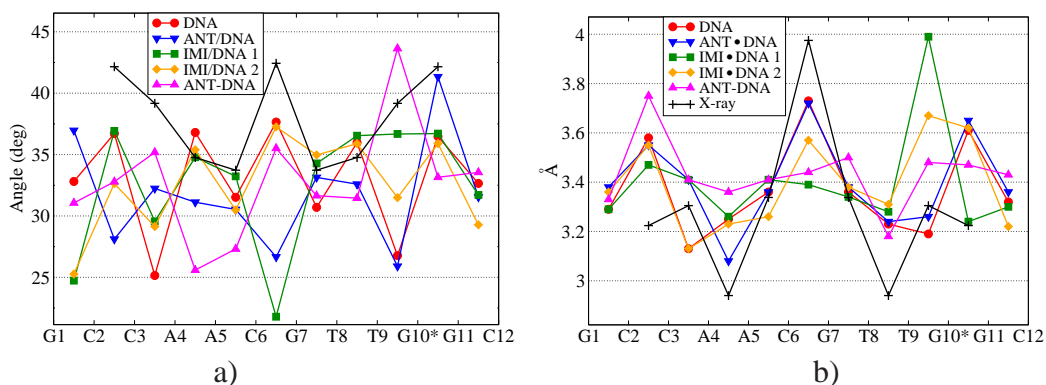 45
40
35
30
25
Angle (deg)
DNA
ANT/DNA
IMI/DNA 1
IMI/DNA 2
ANT-DNA
G1 C2 C3 A4 A5 C6 G7 T8 T9 G10* G11 C12
a)
4
3.8
3.6
3.4
3.2
3
Å
DNA
ANT•DNA
IMI•DNA 1
IMI•DNA 2
ANT-DNA
X-ray
G1 C2 C3 A4 A5 C6 G7 T8 T9 G10* G11 C12
b)